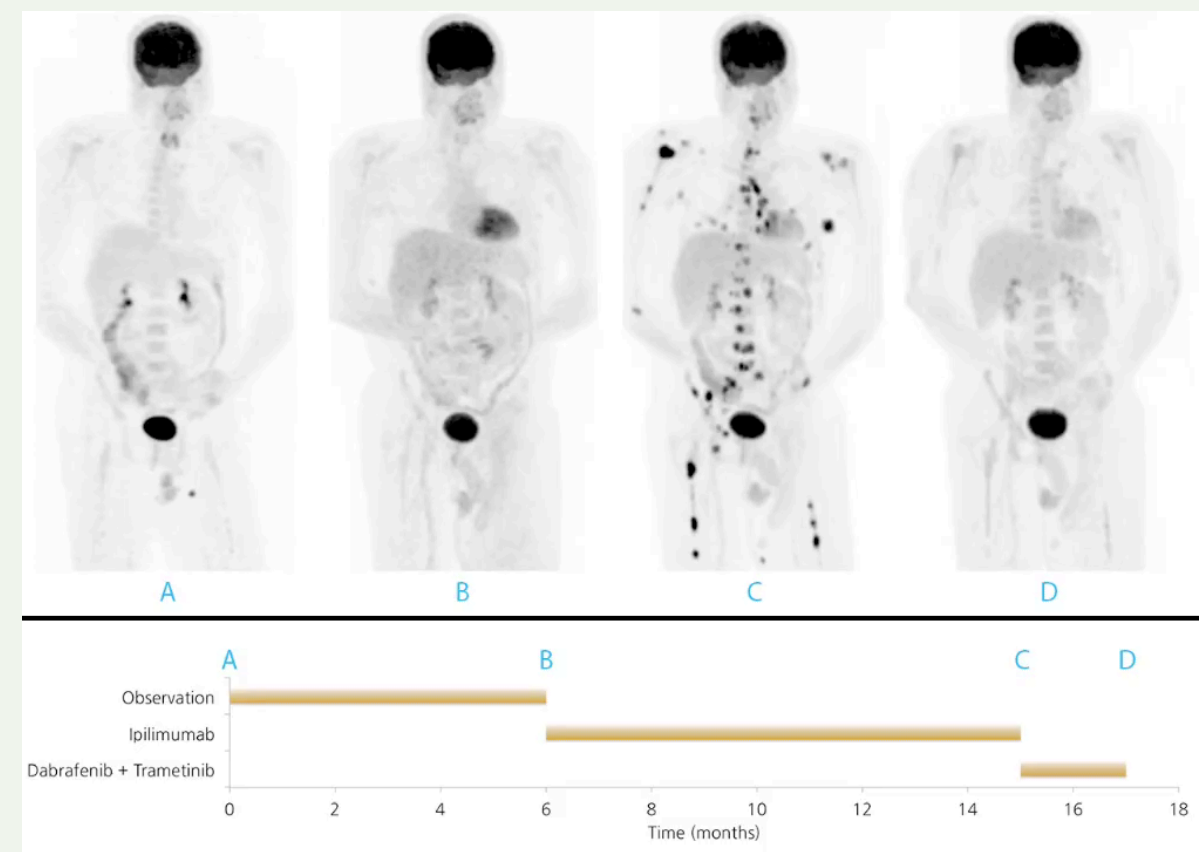 A B C D
A B C D
Observation
Ipilimumab
Dabrafenib + Trametinib
0 2 4 6 8 10 12 14 16 18
Time (months)